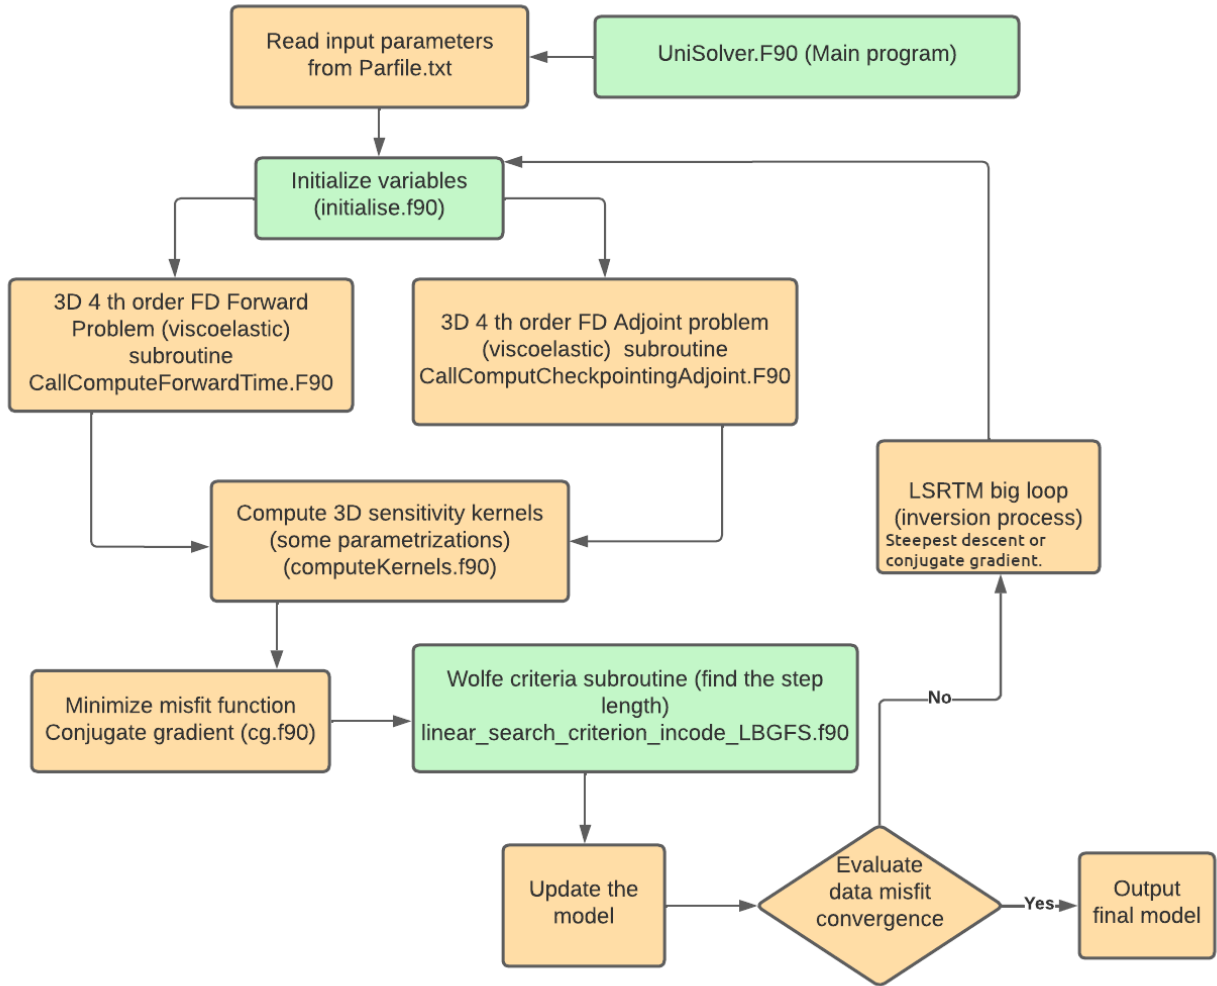 Read input parameters
from Parfile.txt
UniSolver.F90 (Main program)
Initialize variables
(initialise.f90)
3D 4 th order FD Forward
Problem (viscoelastic)
subroutine
CallComputeForwardTime.F90
3D 4 th order FD Adjoint problem
(viscoelastic) subroutine
CallComputCheckpointingAdjoint.F90
LSRTM big loop
(inversion process)
Steepest descent or
conjugate gradient.
Compute 3D sensitivity kernels
(some parametrizations)
(computeKernels.f90)
Minimize misfit function
Conjugate gradient (cg.f90)
Wolfe criteria subroutine (find the step
length)
linear_search_criterion_incode_LBGFS.f90
No
Update the
model
Evaluate
data misfit
convergence
Yes
Output
final model